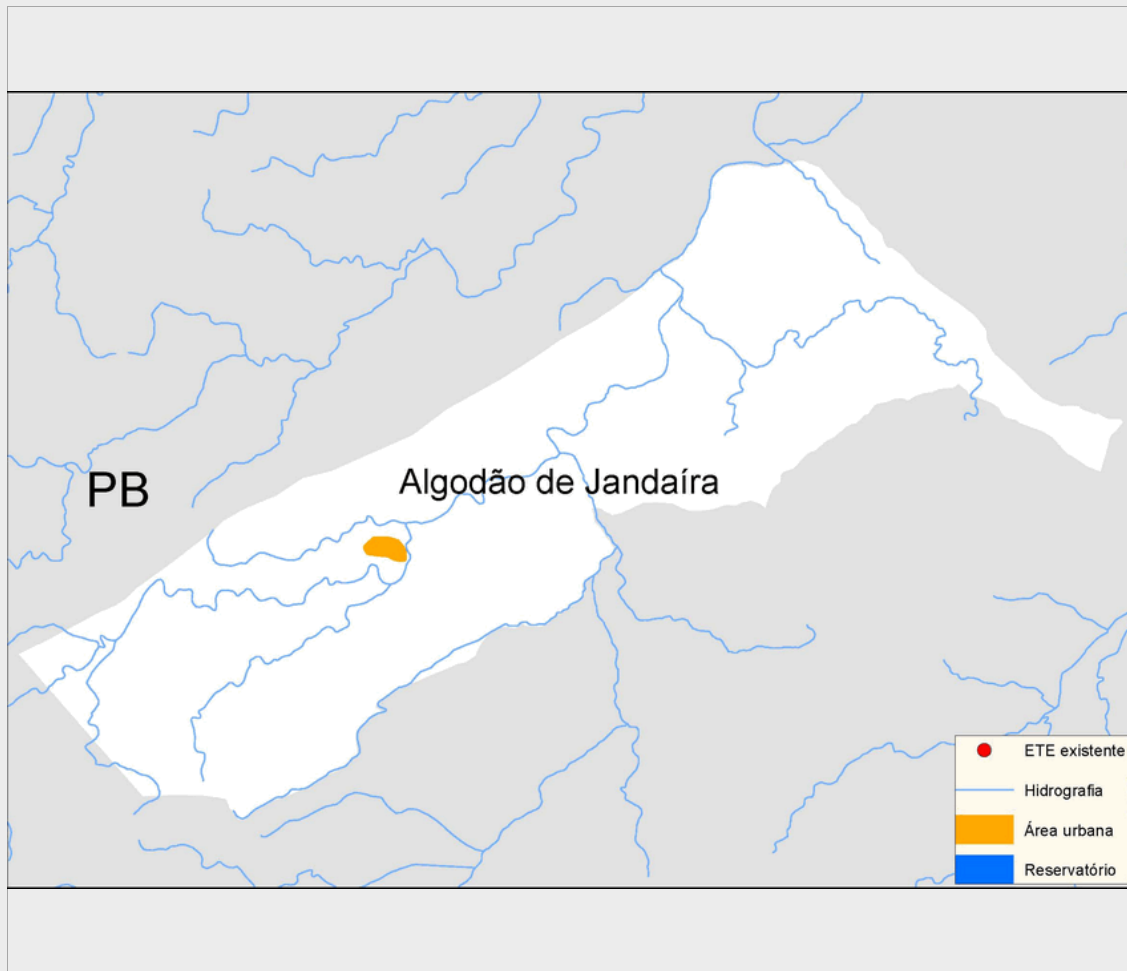 Algodão de Jandaíra
PB
ETE existente
Hidrografia
Área urbana
Reservatório